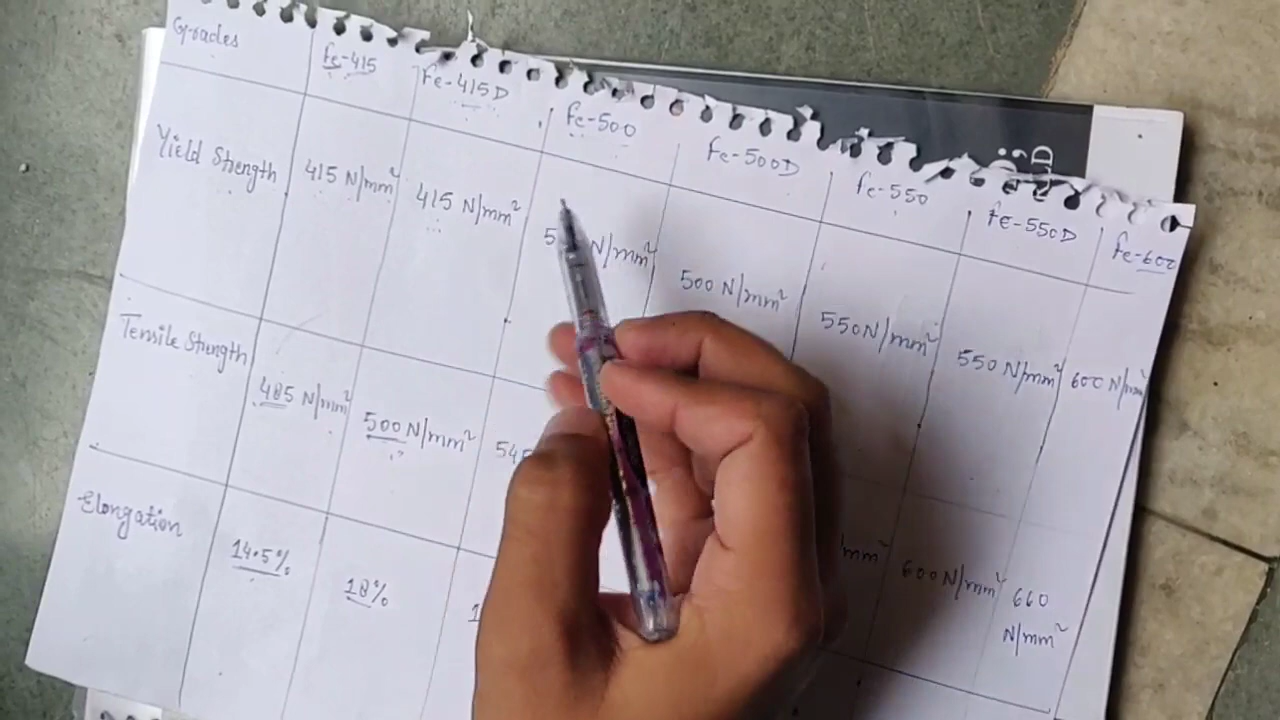 Grades Fe-415 Fe-415D Fe-500 Fe-500D Fe-550 Fe-550D Fe-600
Yield Strength 415 N/mm² 415 N/mm² N/mm² 500 N/mm² 550N/mm² 550 N/mm² 600 N/mm²
Tensile Strength 485 N/mm² 500 N/mm² 600N/mm² 660
N/mm²
Elongation 14.5% 18%